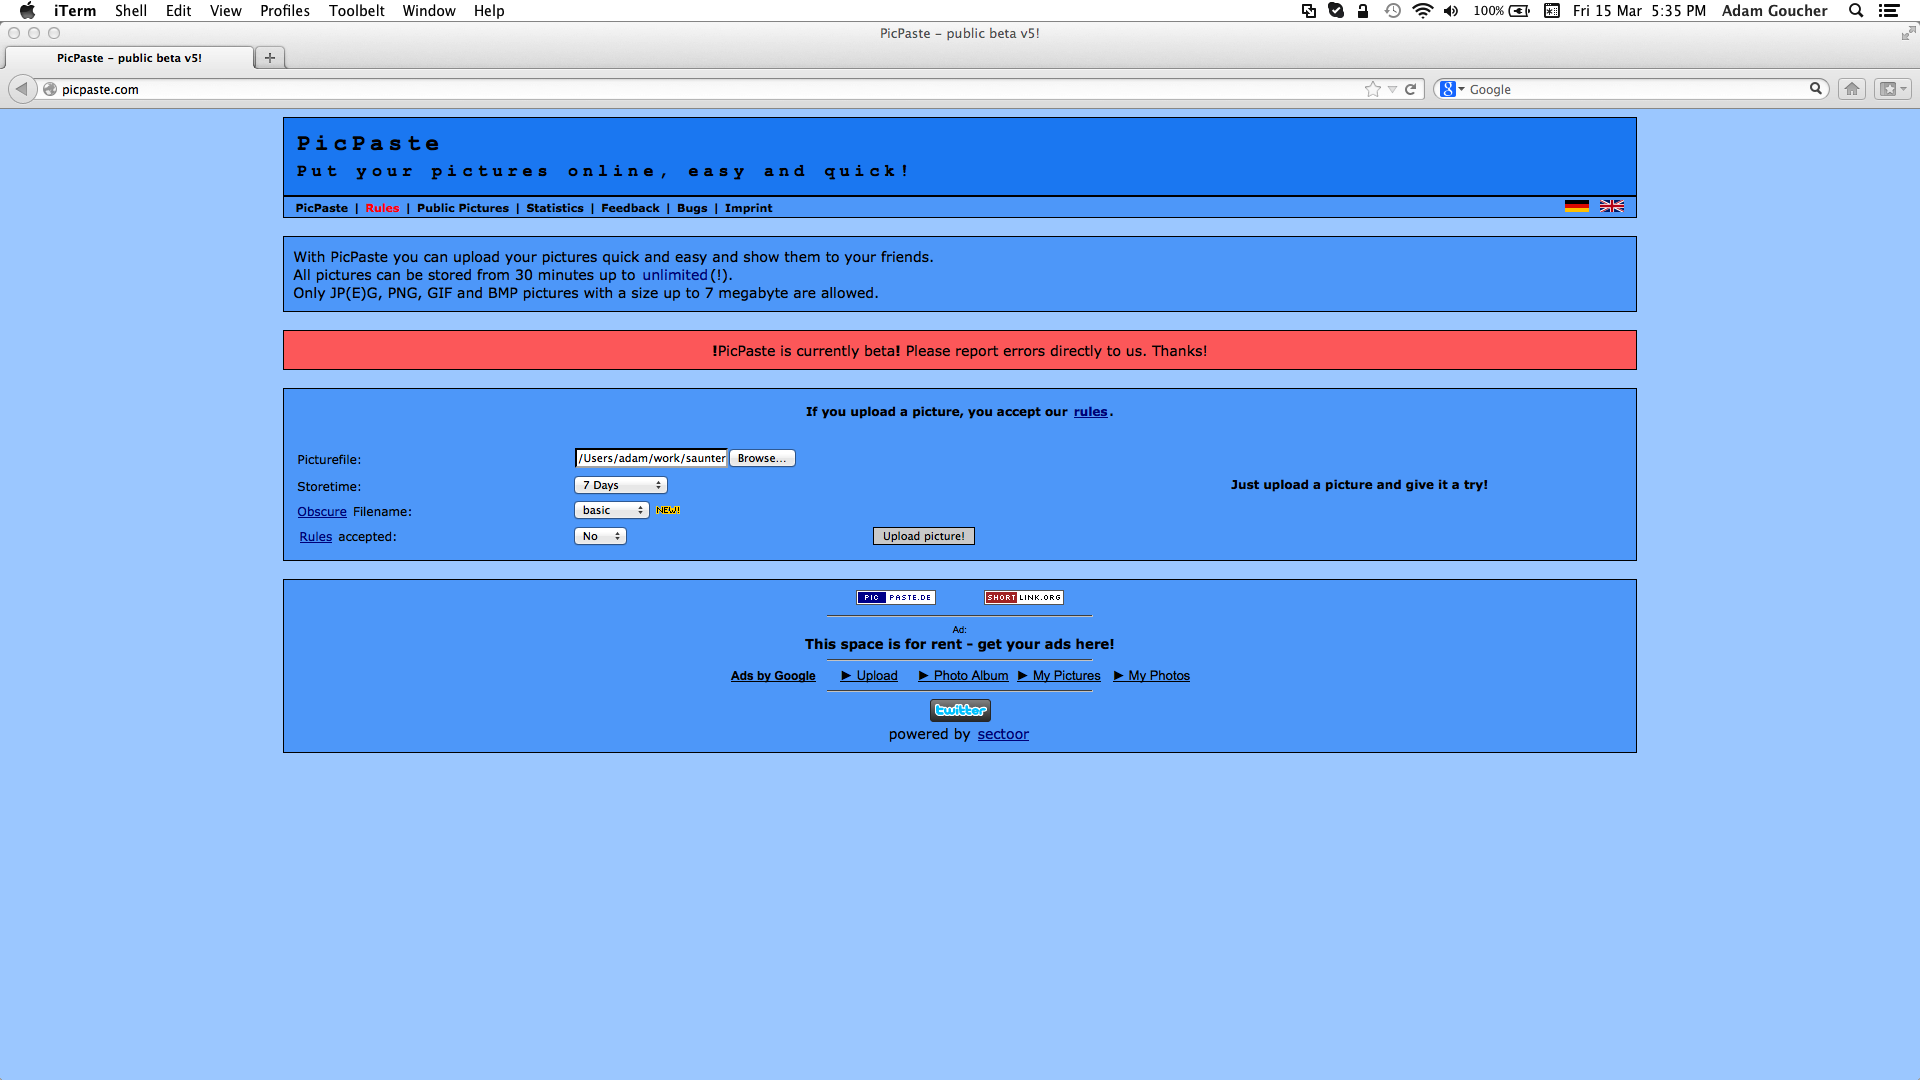 iTerm Shell Edit View Profiles Toolbelt Window Help 100% Fri 15 Mar 5:35 PM Adam Goucher
PicPaste – public beta v5!
PicPaste – public beta v5! +
picpaste.com Google
PicPaste
Put your pictures online, easy and quick!
PicPaste | Rules | Public Pictures | Statistics | Feedback | Bugs | Imprint
With PicPaste you can upload your pictures quick and easy and show them to your friends.
All pictures can be stored from 30 minutes up to unlimited(!).
Only JP(E)G, PNG, GIF and BMP pictures with a size up to 7 megabyte are allowed.
!PicPaste is currently beta! Please report errors directly to us. Thanks!
If you upload a picture, you accept our rules.
Picturefile: /Users/adam/work/saunter Browse...
Storetime: 7 Days Just upload a picture and give it a try!
Obscure Filename: basic NEW!
Rules accepted: No Upload picture!
PIC PASTE.DE SHORT LINK.ORG
Ad:
This space is for rent - get your ads here!
Ads by Google ► Upload ► Photo Album ► My Pictures ► My Photos
twitter
powered by sectoor